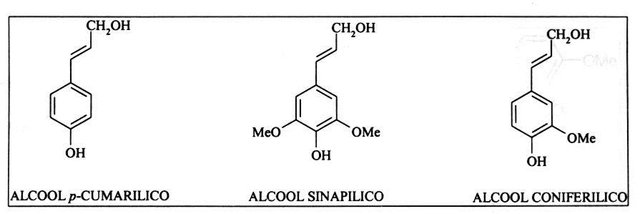 CH₂OH
CH₂OH
CH₂OH
MeO
OMe
OMe
OH
OH
OH
ALCOOL p-CUMARILICO
ALCOOL SINAPILICO
ALCOOL CONIFERILICO